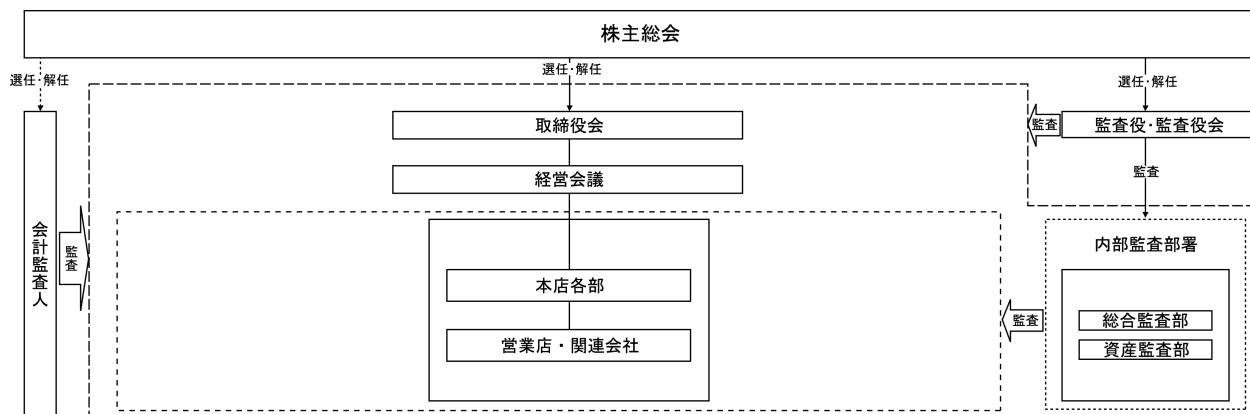 株主総会
選任・解任
選任・解任
選任・解任
取締役会
監査
監査役・監査役会
経営会議
監査
会計監査人
監査
内部監査部署
本店各部
監査
総合監査部
営業店・関連会社
資産監査部